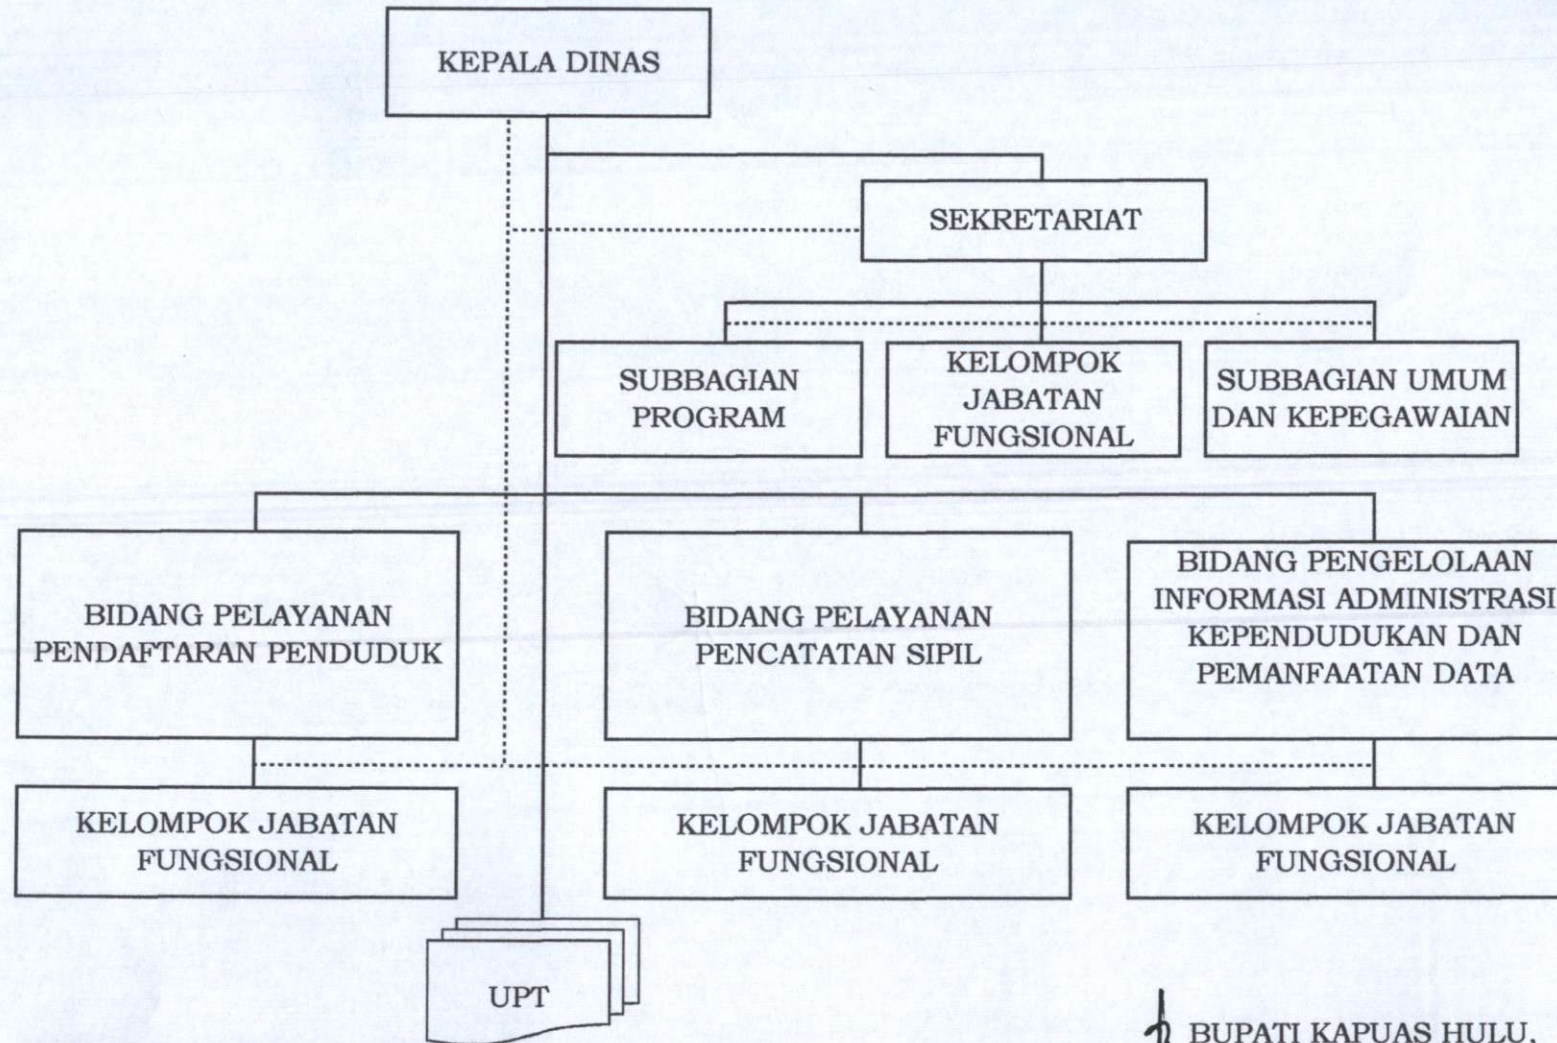 KEPALA DINAS
SEKRETARIAT
SUBBAGIAN
PROGRAM
KELOMPOK
JABATAN
FUNGSIONAL
SUBBAGIAN UMUM
DAN KEPEGAWAIAN
BIDANG PELAYANAN
PENDAFTARAN PENDUDUK
BIDANG PELAYANAN
PENCATATAN SIPIL
BIDANG PENGELOLAAN
INFORMASI ADMINISTRASI
KEPENDUDUKAN DAN
PEMANFAATAN DATA
KELOMPOK JABATAN
FUNGSIONAL
KELOMPOK JABATAN
FUNGSIONAL
KELOMPOK JABATAN
FUNGSIONAL
UPT
BUPATI KAPUAS HULU,